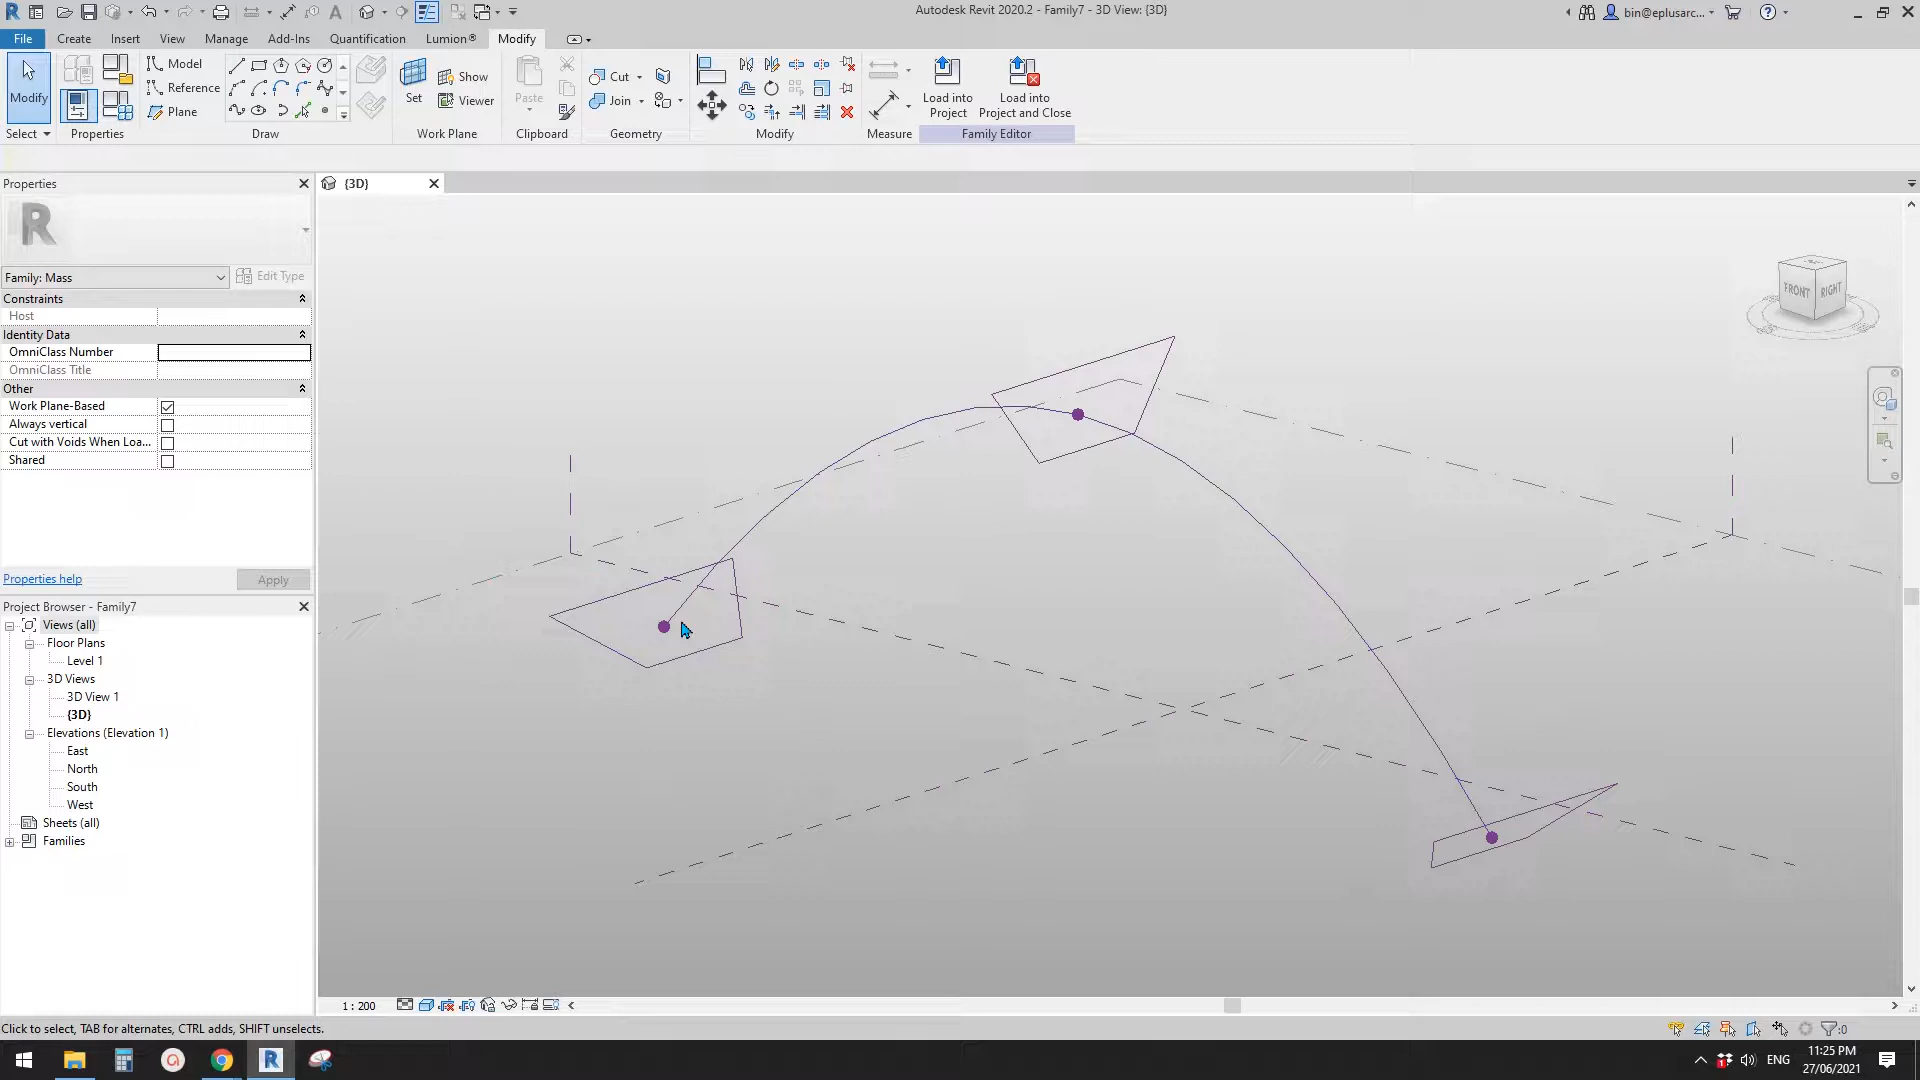 Autodesk Revit 2020.2 - Family7 - 3D View: {3D}
bin@eplusarc...
File
Create
Insert
View
Manage
Add-Ins
Quantification
Lumion®
Modify
Modify
Select
Properties
Model
Reference
Plane
Draw
Set
Show
Viewer
Work Plane
Paste
Clipboard
Cut
Join
Geometry
Modify
Measure
Load into
Project
Load into
Project and Close
Family Editor
Properties
{3D}
Family: Mass
Edit Type
Constraints
Host
Identity Data
OmniClass Number
OmniClass Title
Other
Work Plane-Based
Always vertical
Cut with Voids When Loa...
Shared
Properties help
Apply
Project Browser - Family7
Views (all)
Floor Plans
Level 1
3D Views
3D View 1
{3D}
Elevations (Elevation 1)
East
North
South
West
Sheets (all)
Families
FRONT
RIGHT
1 : 200
Click to select, TAB for alternates, CTRL adds, SHIFT unselects.
:0
ENG
11:25 PM
27/06/2021